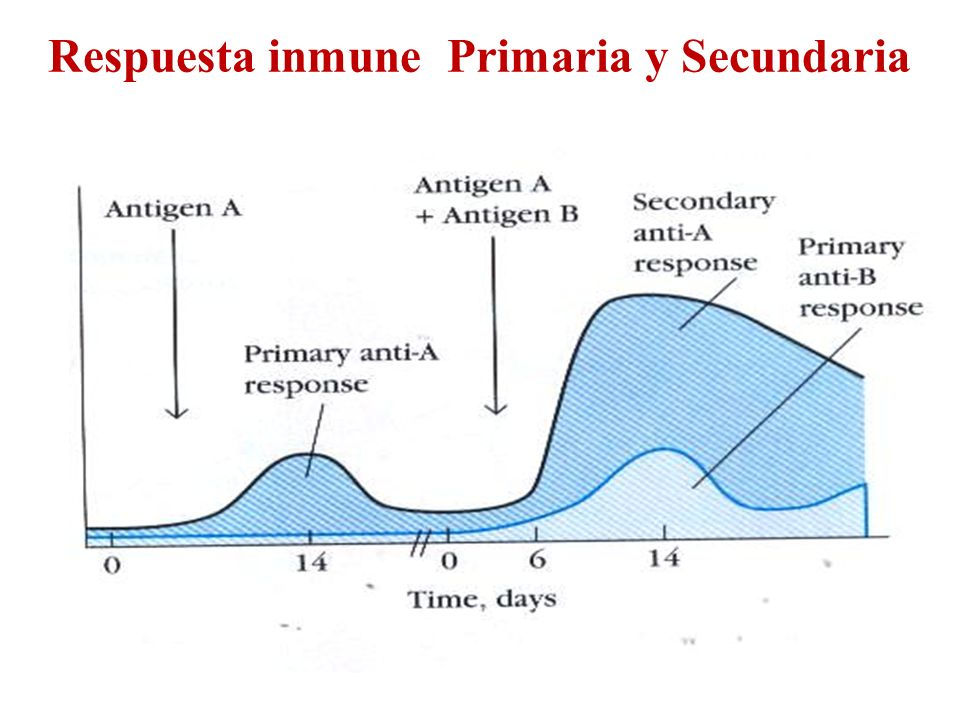 Respuesta inmune Primaria y Secundaria
Antigen A
Antigen A
+ Antigen B
Secondary
anti-A
response
Primary
anti-B
response
Primary anti-A
response
0
14
0
6
14
Time, days